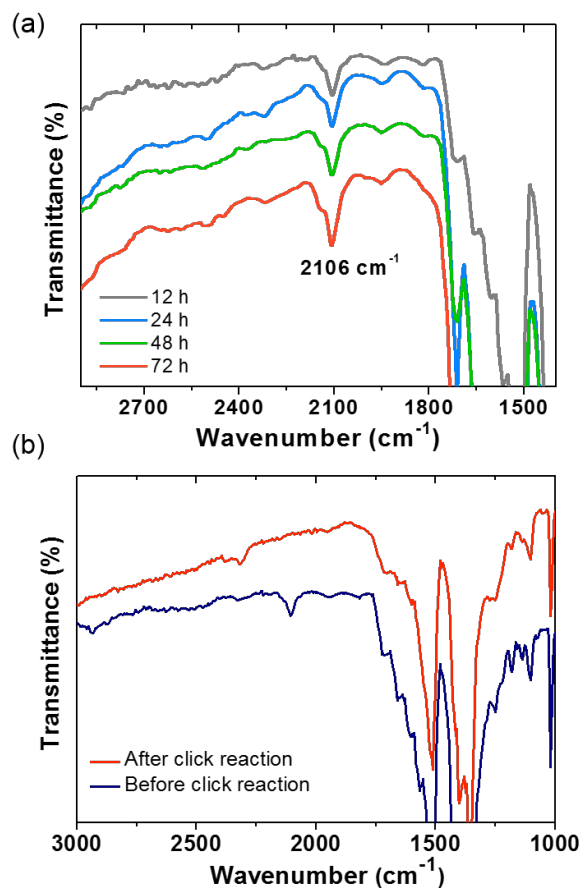 (a)
Transmittance (%)
2106 cm⁻¹
12 h
24 h
48 h
72 h
2700 2400 2100 1800 1500
Wavenumber (cm⁻¹)
(b)
Transmittance (%)
After click reaction
Before click reaction
3000 2500 2000 1500 1000
Wavenumber (cm⁻¹)